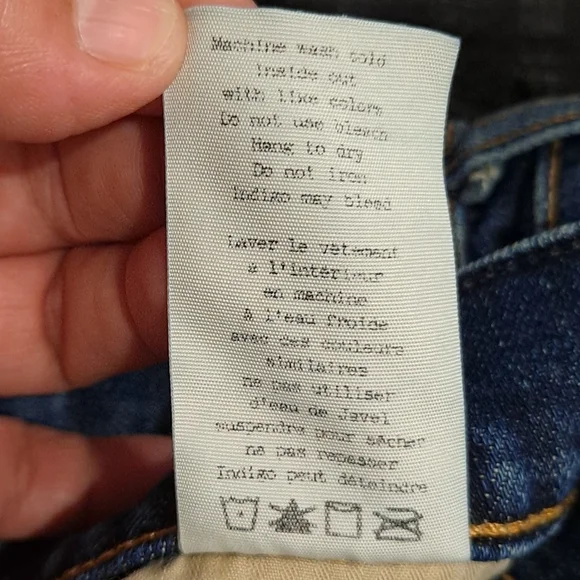 Machine wash cold
inside out
with like colors
Do not use bleach
Hang to dry
Do not iron
indigo may bleed
Laver le vêtement
à l'intérieur
en machine
À l'eau froide
avec des couleurs
similaires
ne pas utiliser
d'eau de Javel
suspendre pour sécher
ne pas repasser
Indigo peut déteindre